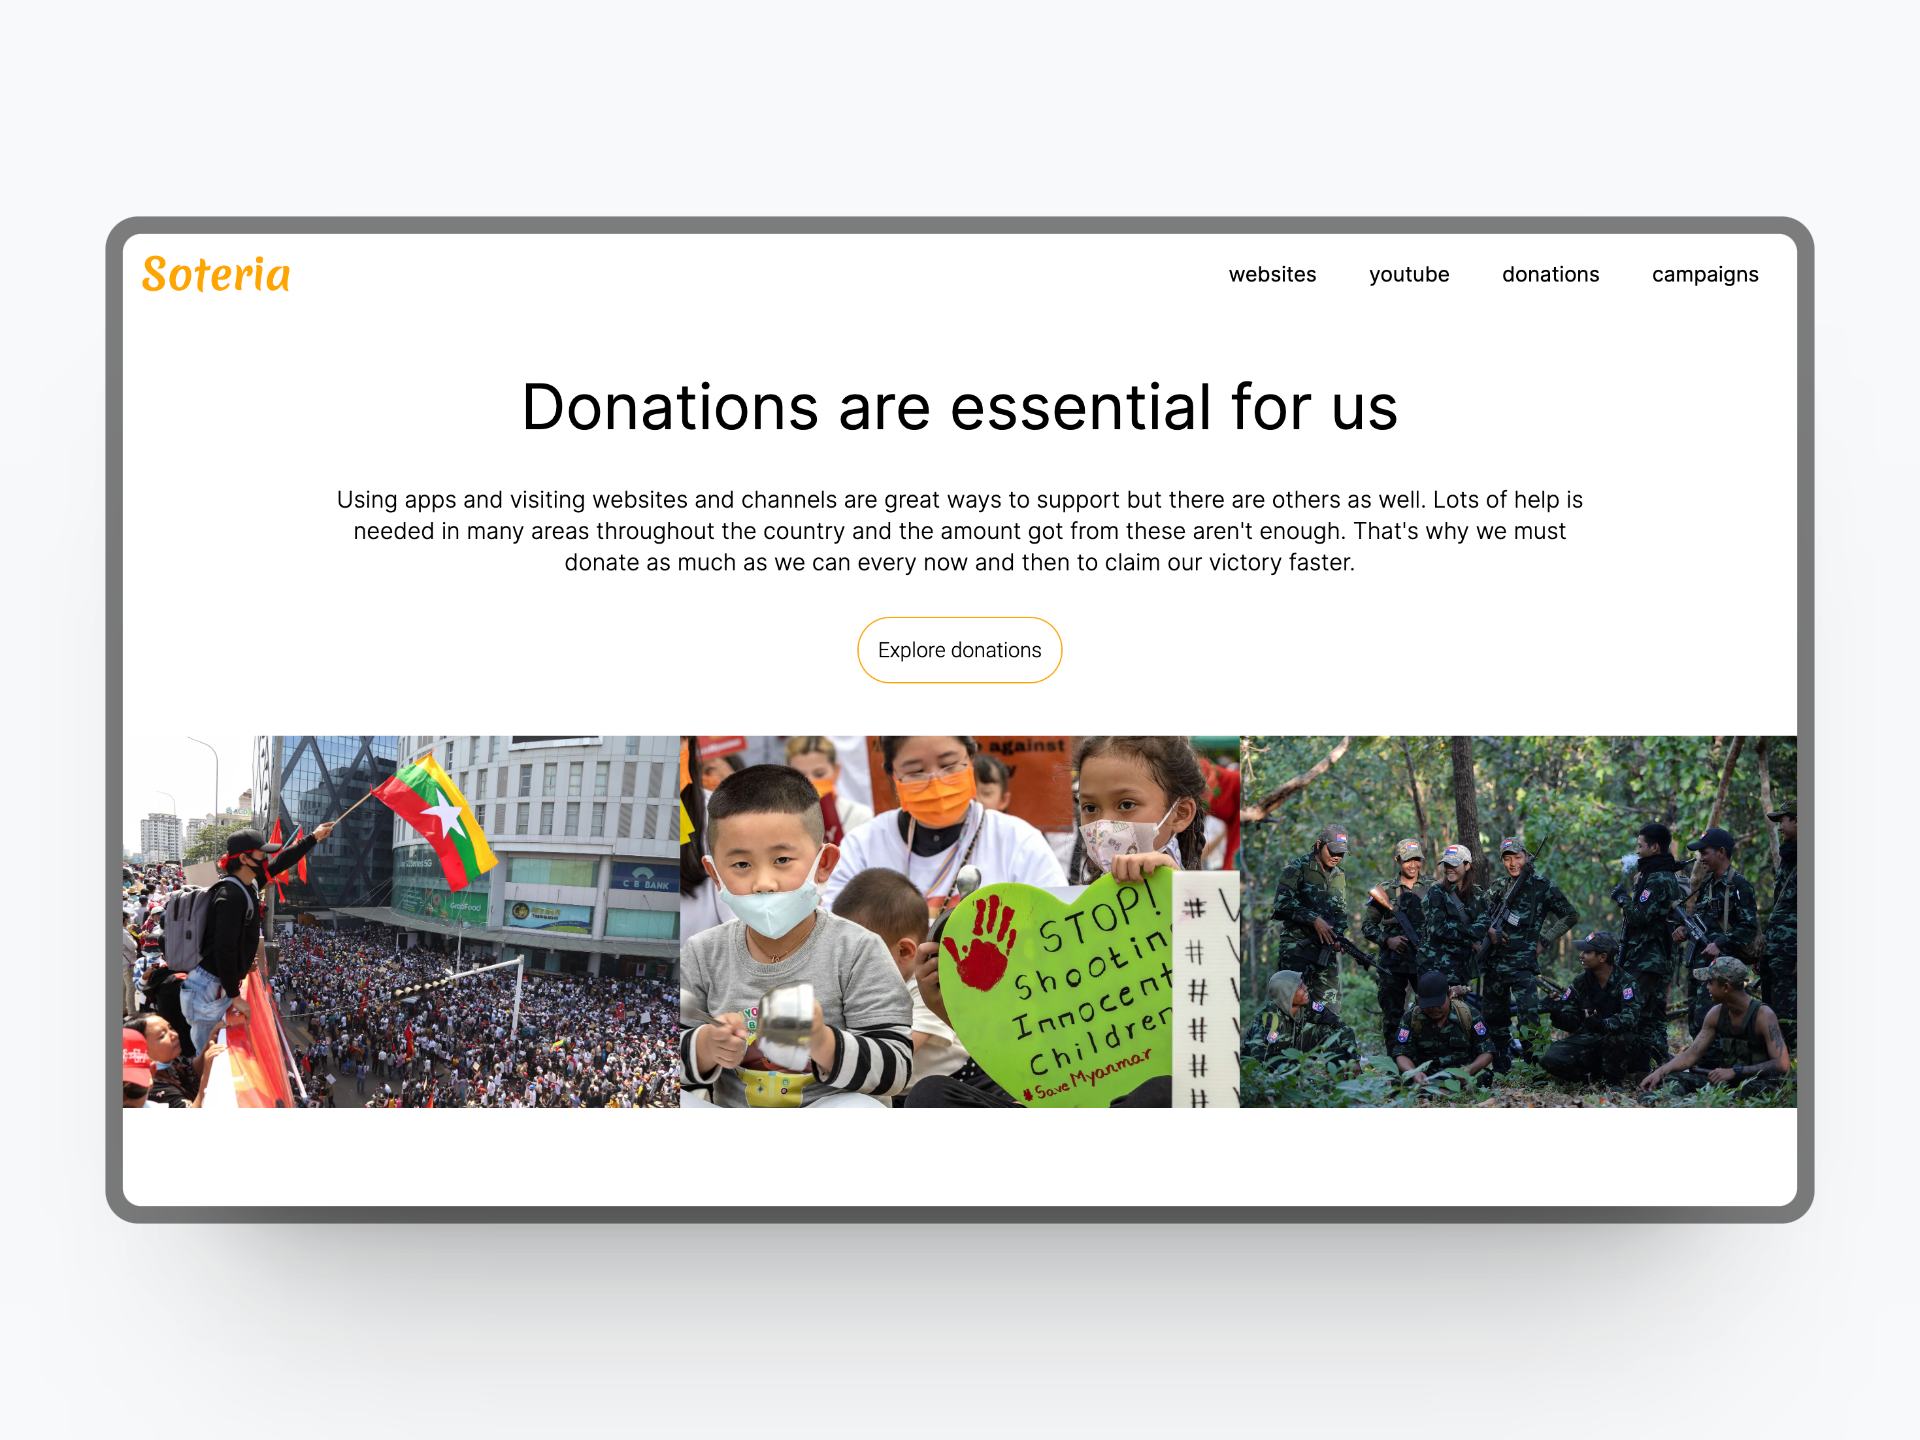 Soteria
websites youtube donations campaigns
Donations are essential for us
Using apps and visiting websites and channels are great ways to support but there are others as well. Lots of help is
needed in many areas throughout the country and the amount got from these aren't enough. That's why we must
donate as much as we can every now and then to claim our victory faster.
Explore donations
GrabFood
C B BANK
against
STOP!
Shootin
Innocent
Children
#SaveMyanmar
# V
#
#
#
#
#